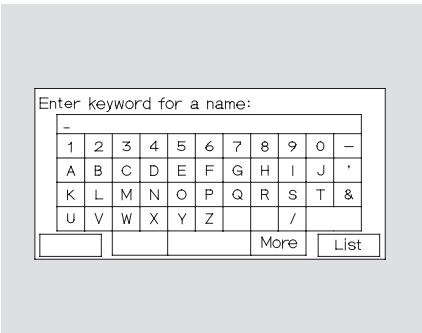 Enter keyword for a name:
_
1 2 3 4 5 6 7 8 9 0 –
A B C D E F G H I J '
K L M N O P Q R S T &
U V W X Y Z /
More List